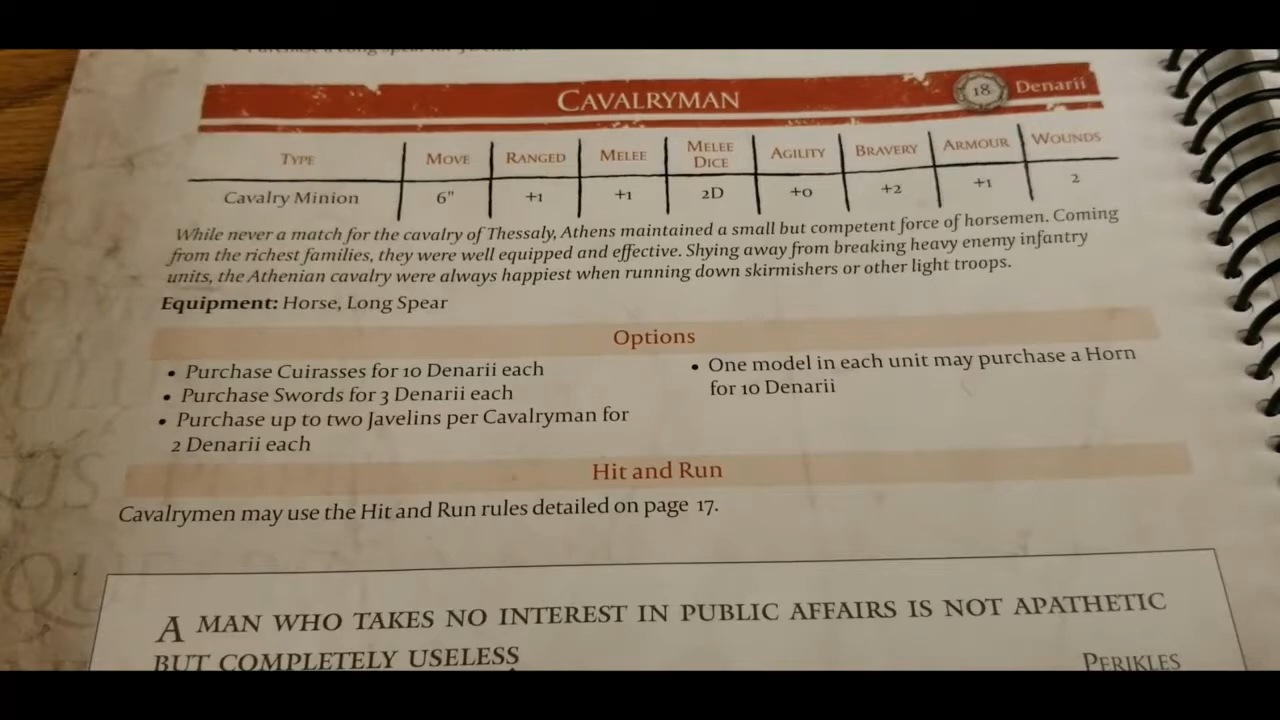 CAVALRYMAN
18 Denarii
TYPE MOVE RANGED MELEE MELEE DICE AGILITY BRAVERY ARMOUR WOUNDS
Cavalry Minion 6" +1 +1 2D +0 +2 +1 2
While never a match for the cavalry of Thessaly, Athens maintained a small but competent force of horsemen. Coming
from the richest families, they were well equipped and effective. Shying away from breaking heavy enemy infantry
units, the Athenian cavalry were always happiest when running down skirmishers or other light troops.
Equipment: Horse, Long Spear
Options
• Purchase Cuirasses for 10 Denarii each
• Purchase Swords for 3 Denarii each
• Purchase up to two Javelins per Cavalryman for
2 Denarii each
• One model in each unit may purchase a Horn
for 10 Denarii
Hit and Run
Cavalrymen may use the Hit and Run rules detailed on page 17.
A MAN WHO TAKES NO INTEREST IN PUBLIC AFFAIRS IS NOT APATHETIC
BUT COMPLETELY USELESS
PERIKLES